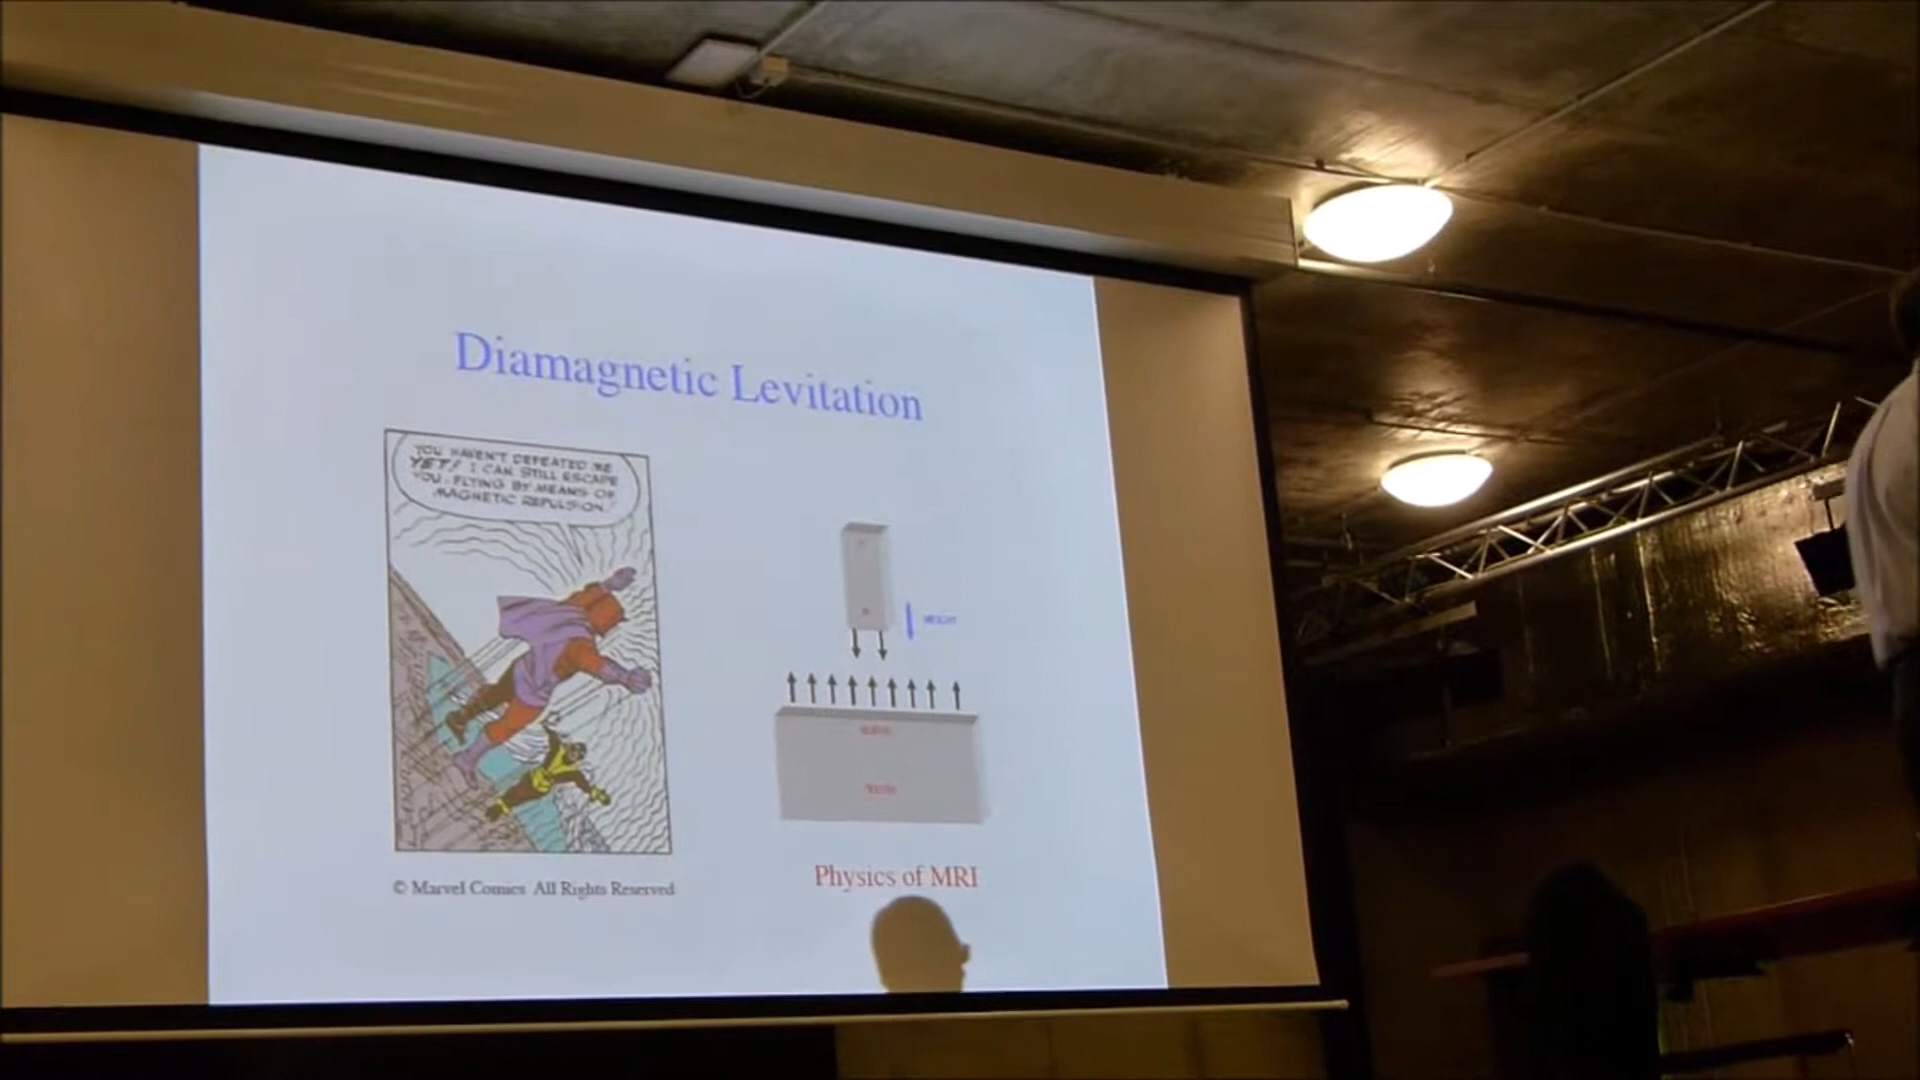 Diamagnetic Levitation
YOU HAVEN'T DEFEATED ME
YET! I CAN STILL ESCAPE
YOU - FLYING BY MEANS OF
MAGNETIC REPULSION!
WEIGHT
© Marvel Comics All Rights Reserved
Physics of MRI